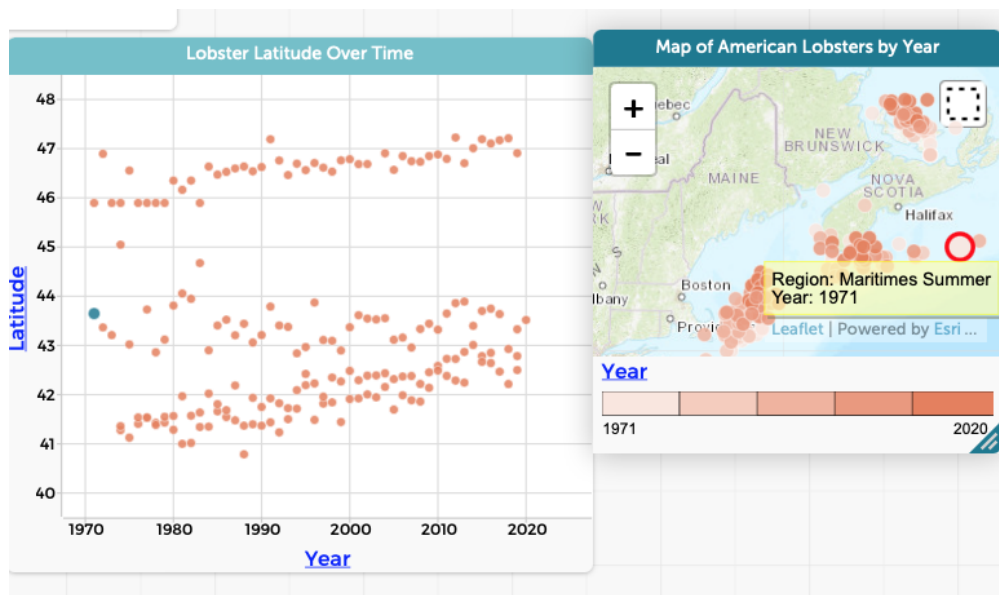 Lobster Latitude Over Time
48
47
46
45
44
43
42
41
40
Latitude
1970
1980
1990
2000
2010
2020
Year
Map of American Lobsters by Year
+
−
NEW
BRUNSWICK
MAINE
NOVA
SCOTIA
Halifax
Boston
Region: Maritimes Summer
Year: 1971
Leaflet | Powered by Esri ...
Year
1971
2020